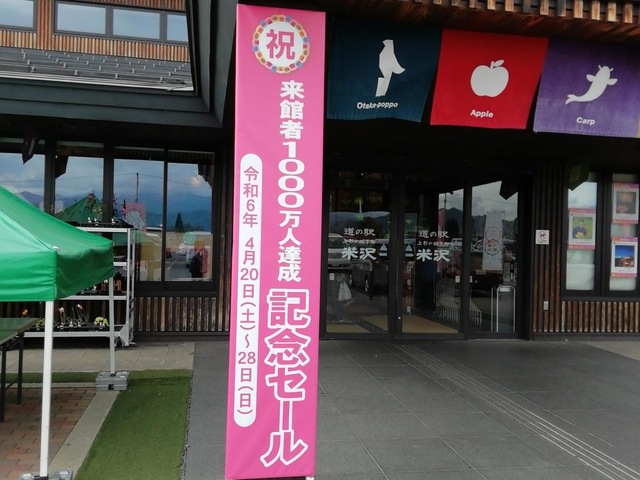 祝
来館者1000万人達成
記念セール
令和6年 4月20日(土)~28日(日)
Otaka-poppo
Apple
Carp
道の駅
米沢
道の駅
米沢